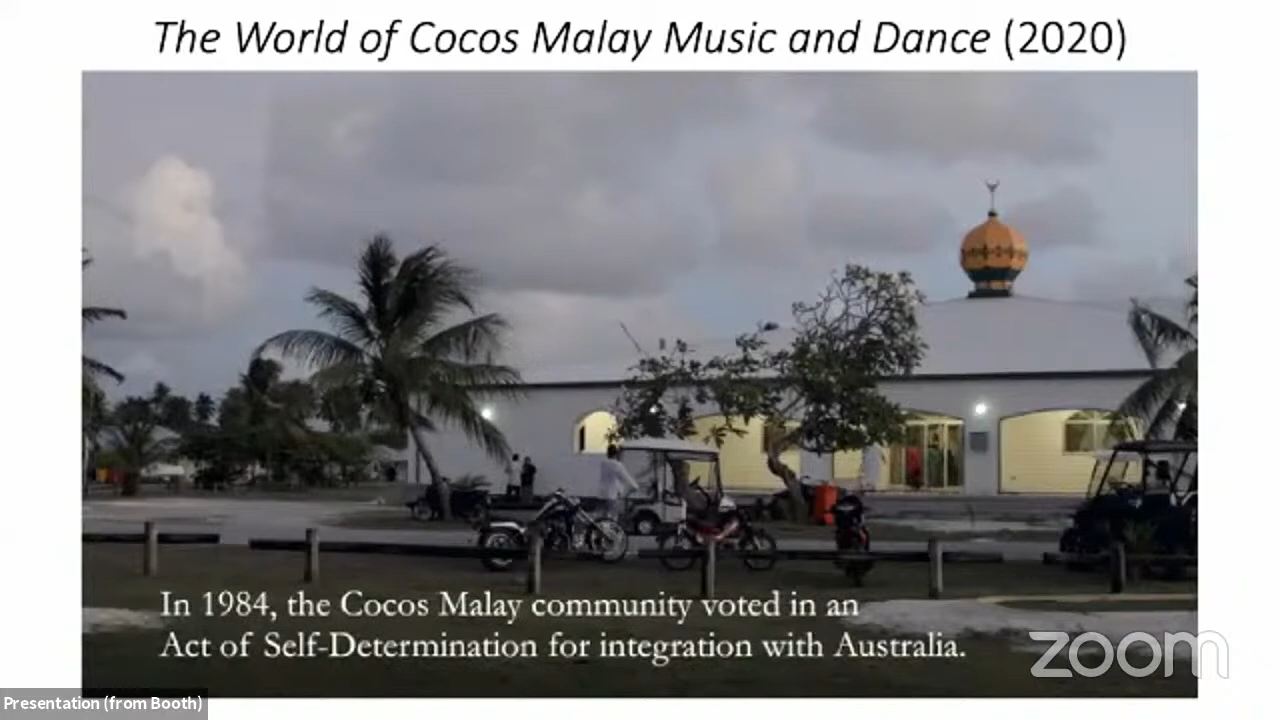 The World of Cocos Malay Music and Dance (2020)
In 1984, the Cocos Malay community voted in an
Act of Self-Determination for integration with Australia.
zoom
Presentation (from Booth)